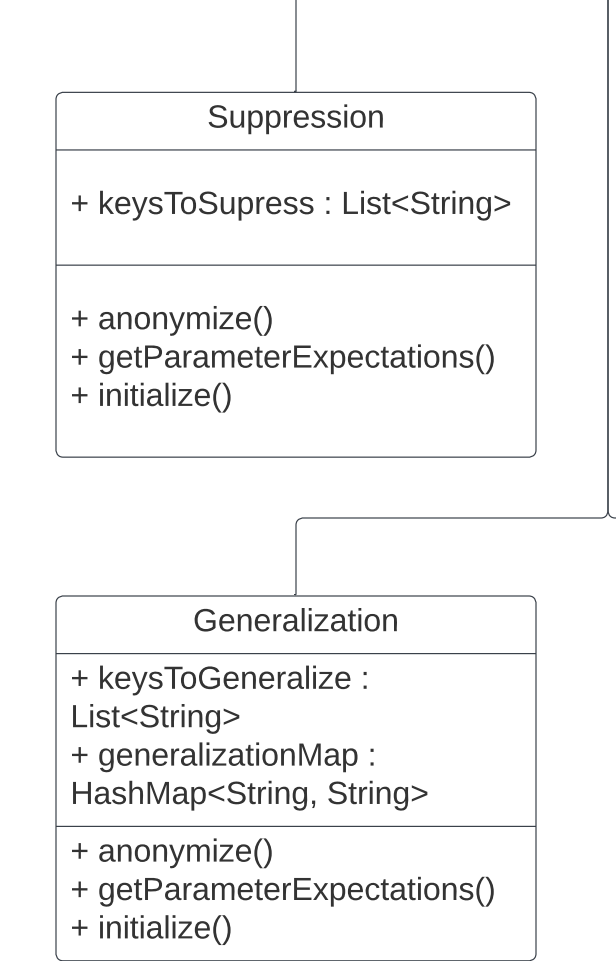 Suppression
+ keysToSupress : List<String>
+ anonymize()
+ getParameterExpectations()
+ initialize()
Generalization
+ keysToGeneralize :
List<String>
+ generalizationMap :
HashMap<String, String>
+ anonymize()
+ getParameterExpectations()
+ initialize()